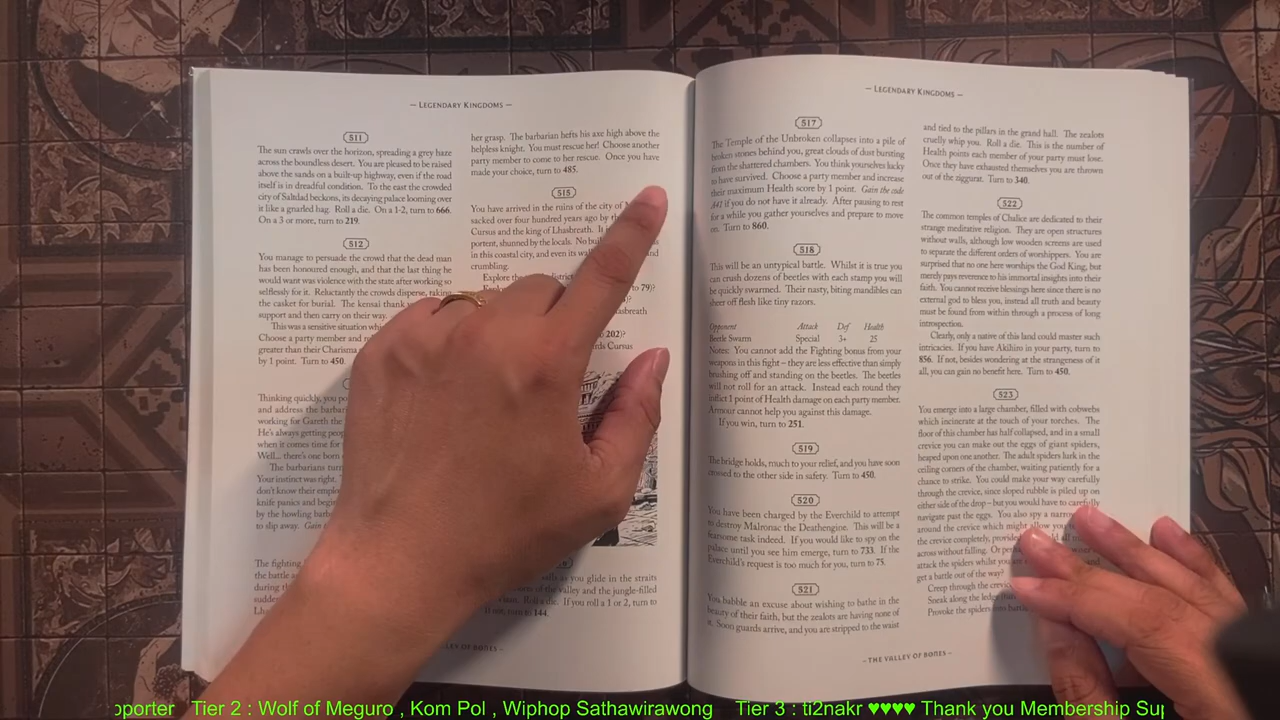 — Legendary Kingdoms —
511
The sun crawls over the horizon, spreading a grey haze
across the boundless desert. You are pleased to be raised
above the sands on a built-up highway, even if the road
itself is in dreadful condition. To the east the crowded
city of Saltdad beckons, its decaying palace looming over
it like a gnarled hag. Roll a die. On a 1-2, turn to 666.
On a 3 or more, turn to 219.
512
You manage to persuade the crowd that the dead man
has been honoured enough, and that the last thing he
would want was violence with the state after working so
selflessly for it. Reluctantly the crowds disperse, taking
the casket for burial. The kensai thank
support and then carry on their way.
This was a sensitive situation
Choose a party member and
greater than their Charisma
by 1 point. Turn to 450.
Thinking quickly, you
and address the
working for Gareth the
He's always getting
when it comes time for
Well... there's one born
The barbarians turn
Your instinct was right.
don't know their
knife panics and
by the howling
to slip away. Gain
The fighting
the battle
during
Lh
her grasp. The barbarian hefts his axe high above the
helpless knight. You must rescue her! Choose another
party member to come to her rescue. Once you have
made your choice, turn to 485.
515
You have arrived in the ruins of the city of
sacked over four hundred years ago by
Cursus and the king of Lhasbreath. It
portent, shunned by the locals. No
in this coastal city, and even its and
crumbling.
Explore the district to 79)?
202)?
Cursus
as you glide in the straits
of the valley and the jungle-filled
Roll a die. If you roll a 1 or 2, turn to
If not, turn to 144.
— Legendary Kingdoms —
517
The Temple of the Unbroken collapses into a pile of
broken stones behind you, great clouds of dust bursting
from the shattered chambers. You think yourselves lucky
to have survived. Choose a party member and increase
their maximum Health score by 1 point. Gain the code
A41 if you do not have it already. After pausing to rest
for a while you gather yourselves and prepare to move
on. Turn to 860.
518
This will be an untypical battle. Whilst it is true you
can crush dozens of beetles with each stamp you will
be quickly swarmed. Their nasty, biting mandibles can
sheer off flesh like tiny razors.
Opponent Attack Def Health
Beetle Swarm Special 3+ 25
Notes: You cannot add the Fighting bonus from your
weapons in this fight – they are less effective than simply
brushing off and standing on the beetles. The beetles
will not roll for an attack. Instead each round they
inflict 1 point of Health damage on each party member.
Armour cannot help you against this damage.
If you win, turn to 251.
519
The bridge holds, much to your relief, and you have soon
crossed to the other side in safety. Turn to 450.
520
You have been charged by the Everchild to attempt
to destroy Malronac the Deathengine. This will be a
fearsome task indeed. If you would like to spy on the
palace until you see him emerge, turn to 733. If the
Everchild's request is too much for you, turn to 75.
521
You babble an excuse about wishing to bathe in the
beauty of their faith, but the zealots are having none of
it. Soon guards arrive, and you are stripped to the waist
and tied to the pillars in the grand hall. The zealots
cruelly whip you. Roll a die. This is the number of
Health points each member of your party must lose.
Once they have exhausted themselves you are thrown
out of the ziggurat. Turn to 340.
522
The common temples of Chalice are dedicated to their
strange meditative religion. They are open structures
without walls, although low wooden screens are used
to separate the different orders of worshippers. You are
surprised that no one here worships the God King, but
merely pays reverence to his immortal insights into their
faith. You cannot receive blessings here since there is no
external god to bless you, instead all truth and beauty
must be found from within through a process of long
introspection.
Clearly, only a native of this land could master such
intricacies. If you have Akihiro in your party, turn to
856. If not, besides wondering at the strangeness of it
all, you can gain no benefit here. Turn to 450.
523
You emerge into a large chamber, filled with cobwebs
which incinerate at the touch of your torches. The
floor of this chamber has half collapsed, and in a small
crevice you can make out the eggs of giant spiders,
heaped upon one another. The adult spiders lurk in the
ceiling corners of the chamber, waiting patiently for a
chance to strike. You could make your way carefully
through the crevice, since sloped rubble is piled up on
either side of the drop – but you would have to carefully
navigate past the eggs. You also spy a narrow
around the crevice which might allow you to
the crevice completely, provided
across without falling. Or
attack the spiders whilst you
get a battle out of the way?
Creep through the
Sneak along the ledge
Provoke the spiders into
— The Valley of Bones —
pporter Tier 2 : Wolf of Meguro , Kom Pol , Wiphop Sathawirawong Tier 3 : ti2nakr ♥♥♥♥ Thank you Membership Sup